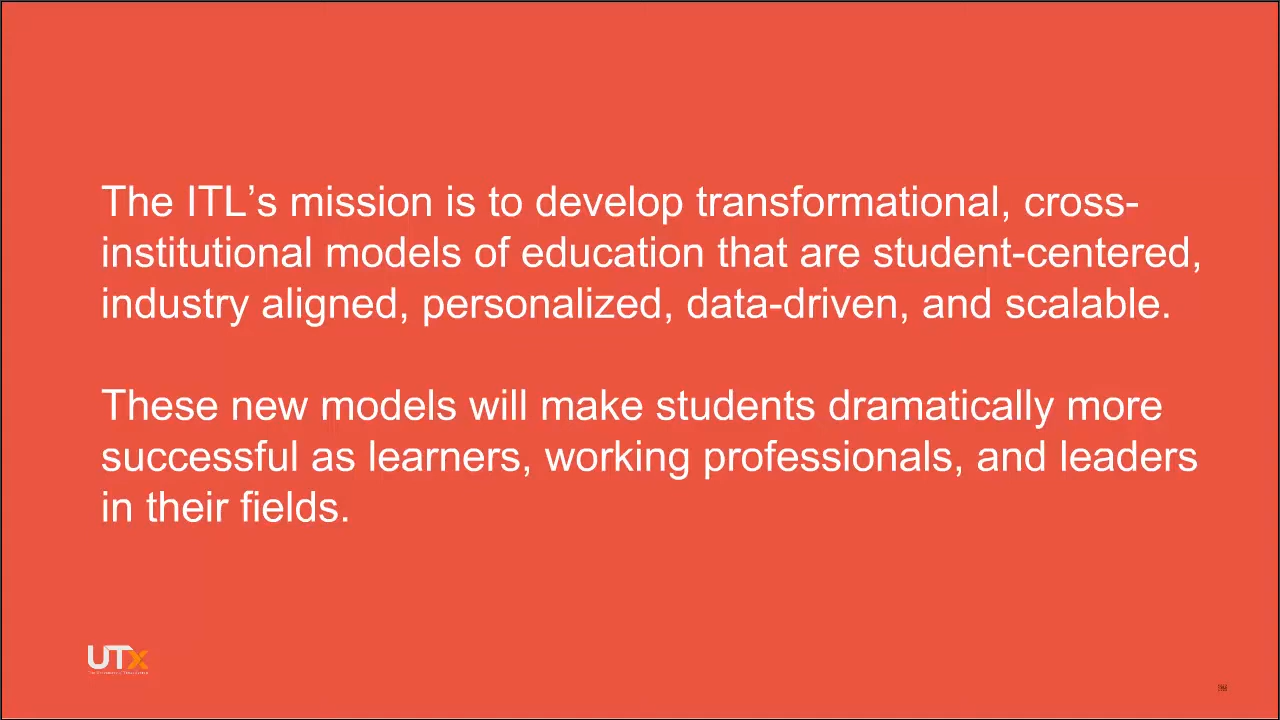 The ITL’s mission is to develop transformational, cross-
institutional models of education that are student-centered,
industry aligned, personalized, data-driven, and scalable.
These new models will make students dramatically more
successful as learners, working professionals, and leaders
in their fields.
UTx